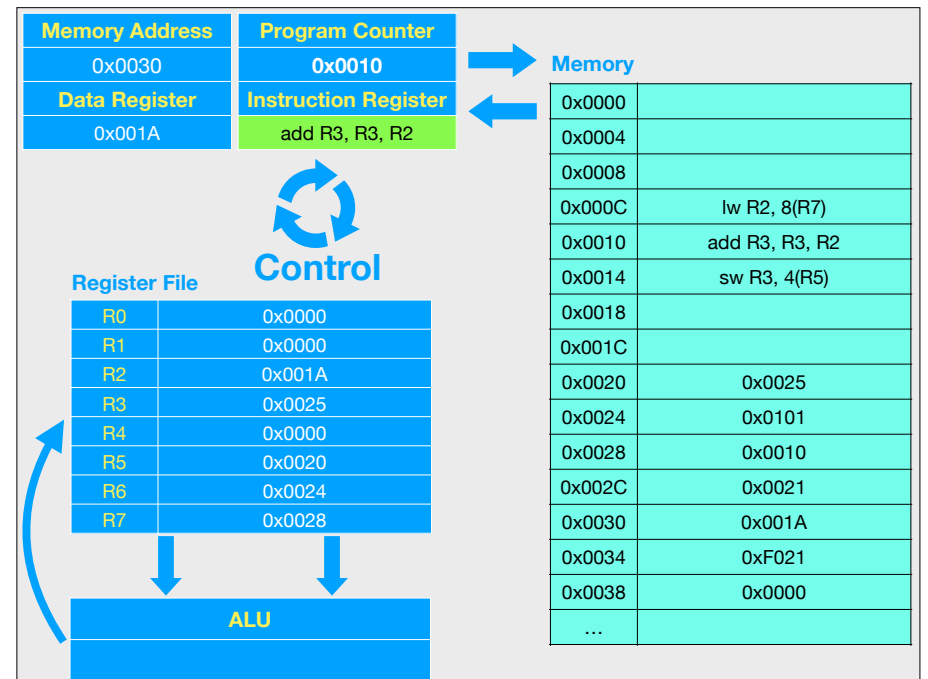 Memory Address Program Counter
0x0030 0x0010
Data Register Instruction Register
0x001A add R3, R3, R2
Control
Register File
R0 0x0000
R1 0x0000
R2 0x001A
R3 0x0025
R4 0x0000
R5 0x0020
R6 0x0024
R7 0x0028
ALU
Memory
0x0000
0x0004
0x0008
0x000C lw R2, 8(R7)
0x0010 add R3, R3, R2
0x0014 sw R3, 4(R5)
0x0018
0x001C
0x0020 0x0025
0x0024 0x0101
0x0028 0x0010
0x002C 0x0021
0x0030 0x001A
0x0034 0xF021
0x0038 0x0000
…